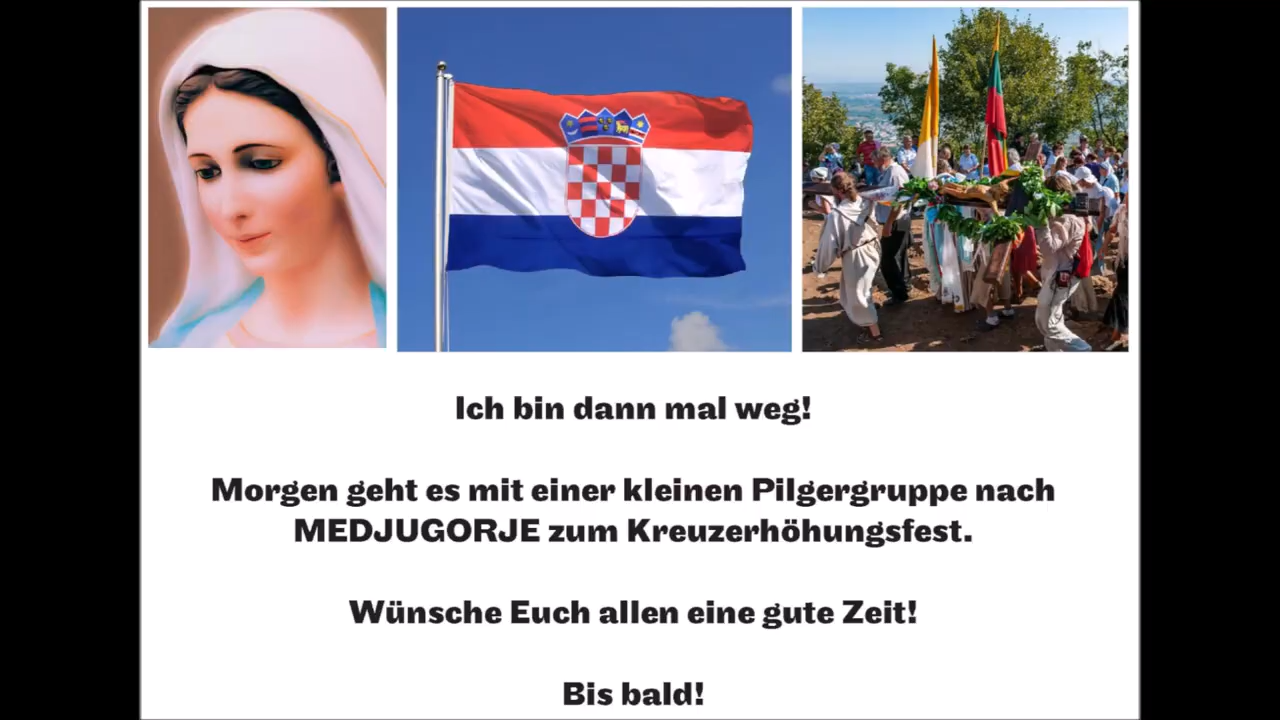 Ich bin dann mal weg!
Morgen geht es mit einer kleinen Pilgergruppe nach
MEDJUGORJE zum Kreuzerhöhungsfest.
Wünsche Euch allen eine gute Zeit!
Bis bald!